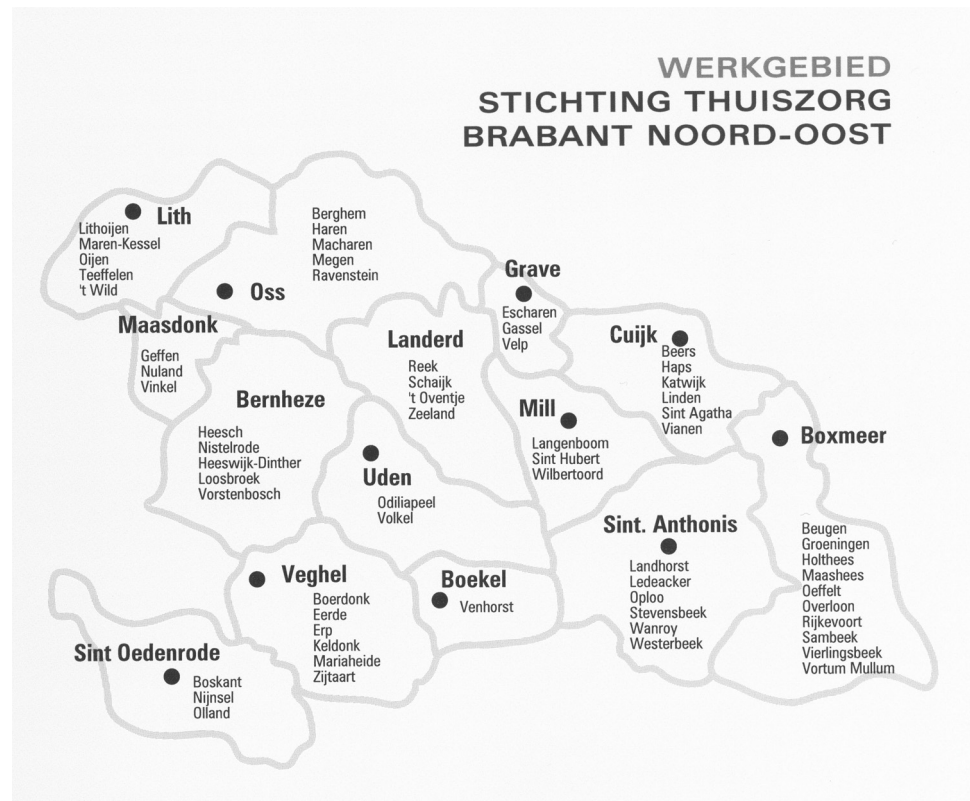 WERKGEBIED
STICHTING THUISZORG
BRABANT NOORD-OOST
Lith
Lithoijen
Maren-Kessel
Oijen
Teeffelen
't Wild
Oss
Berghem
Haren
Macharen
Megen
Ravenstein
Maasdonk
Geffen
Nuland
Vinkel
Landerd
Reek
Schaijk
't Oventje
Zeeland
Grave
Escharen
Gassel
Velp
Cuijk
Beers
Haps
Katwijk
Linden
Sint Agatha
Vianen
Bernheze
Heesch
Nistelrode
Heeswijk-Dinther
Loosbroek
Vorstenbosch
Mill
Langenboom
Sint Hubert
Wilbertoord
Boxmeer
Beugen
Groeningen
Holthees
Maashees
Oeffelt
Overloon
Rijkevoort
Sambeek
Vierlingsbeek
Vortum Mullum
Uden
Odiliapeel
Volkel
Sint. Anthonis
Landhorst
Ledeacker
Oploo
Stevensbeek
Wanroy
Westerbeek
Veghel
Boerdonk
Eerde
Erp
Keldonk
Mariaheide
Zijtaart
Boekel
Venhorst
Sint Oedenrode
Boskant
Nijnsel
Olland